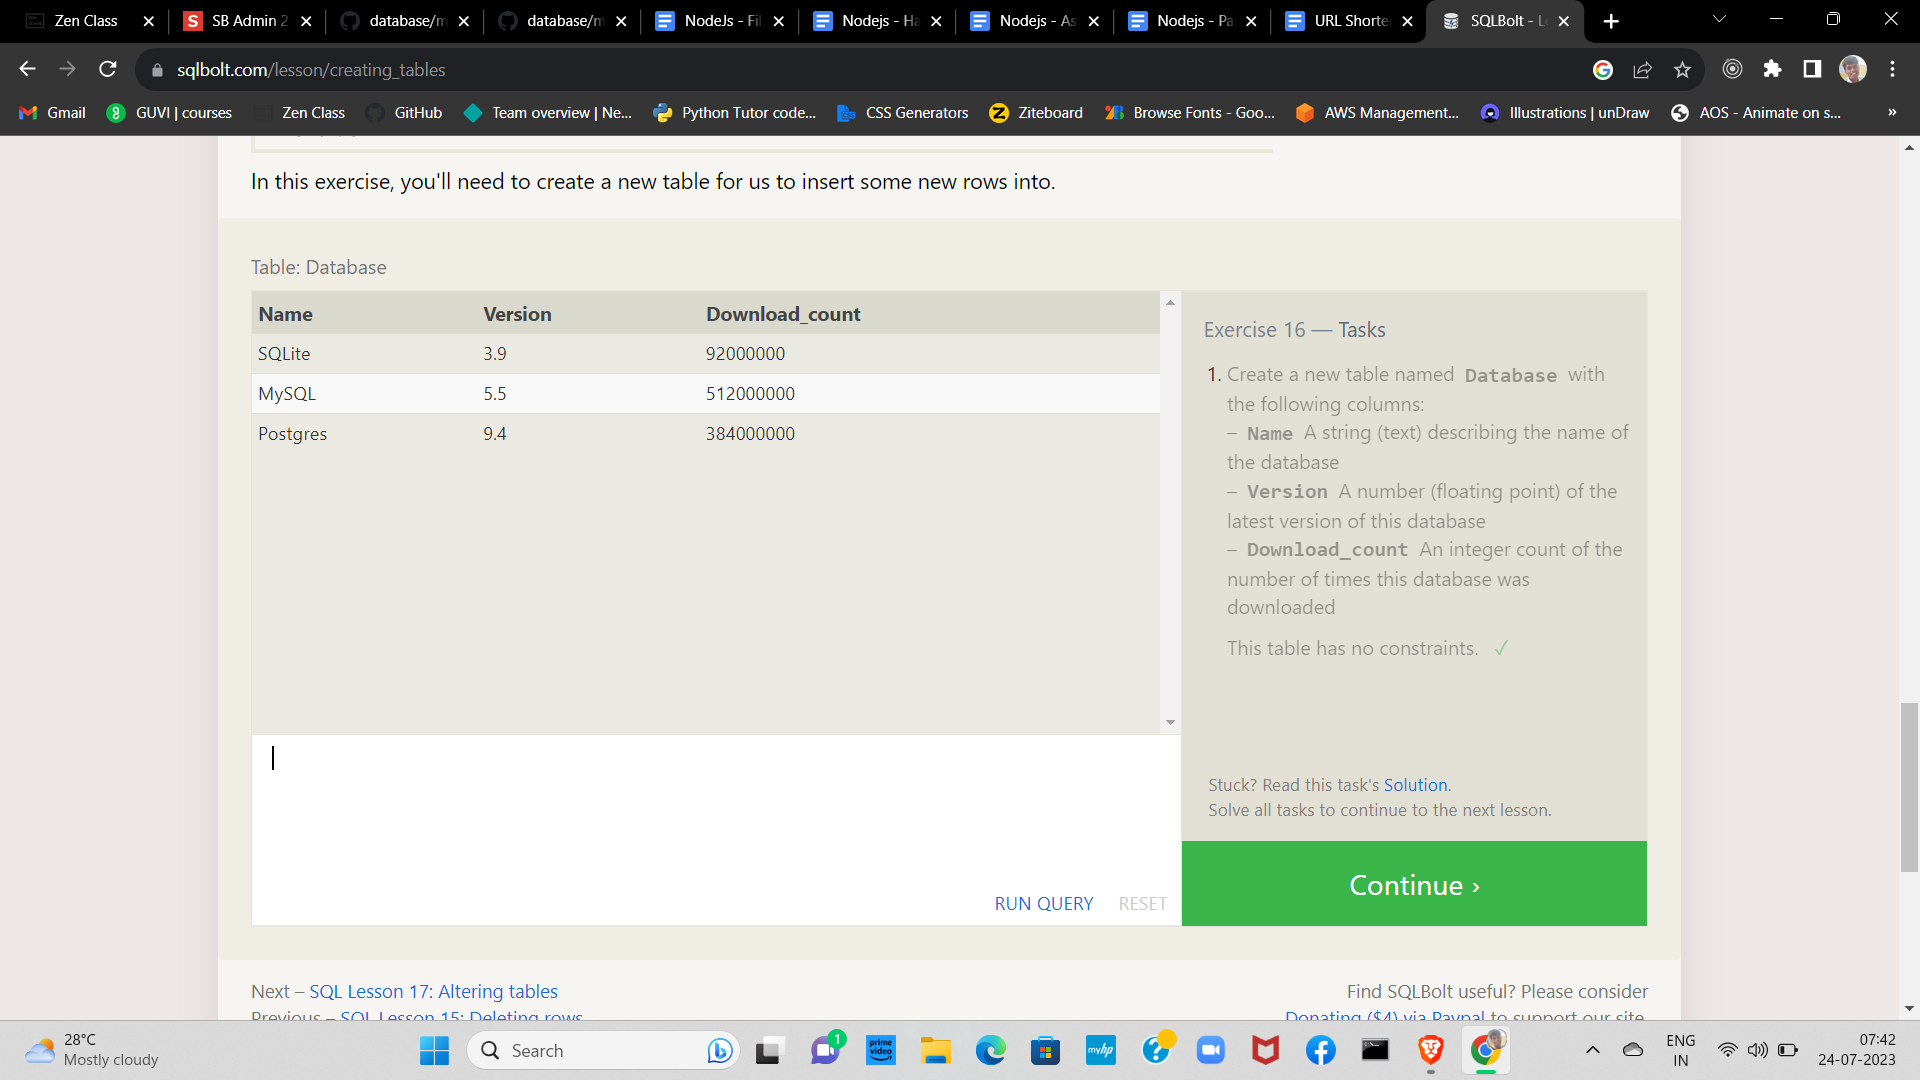 Zen Class
SB Admin 2
database/m
database/m
NodeJs - Fil
Nodejs - Ha
Nodejs - As
Nodejs - Pa
URL Shorte
SQLBolt - Le
sqlbolt.com/lesson/creating_tables
Gmail
GUVI | courses
Zen Class
GitHub
Team overview | Ne...
Python Tutor code...
CSS Generators
Ziteboard
Browse Fonts - Goo...
AWS Management...
Illustrations | unDraw
AOS - Animate on s...
»
In this exercise, you'll need to create a new table for us to insert some new rows into.
Table: Database
Name Version Download_count
SQLite 3.9 92000000
MySQL 5.5 512000000
Postgres 9.4 384000000
Exercise 16 — Tasks
1. Create a new table named Database with
the following columns:
– Name A string (text) describing the name of
the database
– Version A number (floating point) of the
latest version of this database
– Download_count An integer count of the
number of times this database was
downloaded
This table has no constraints. ✓
Stuck? Read this task's Solution.
Solve all tasks to continue to the next lesson.
RUN QUERY RESET
Continue ›
Next – SQL Lesson 17: Altering tables
Previous – SQL Lesson 15: Deleting rows
Find SQLBolt useful? Please consider
Donating ($4) via Paypal to support our site.
28°C
Mostly cloudy
Search
1
prime
video
myhp
ENG
IN
07:42
24-07-2023